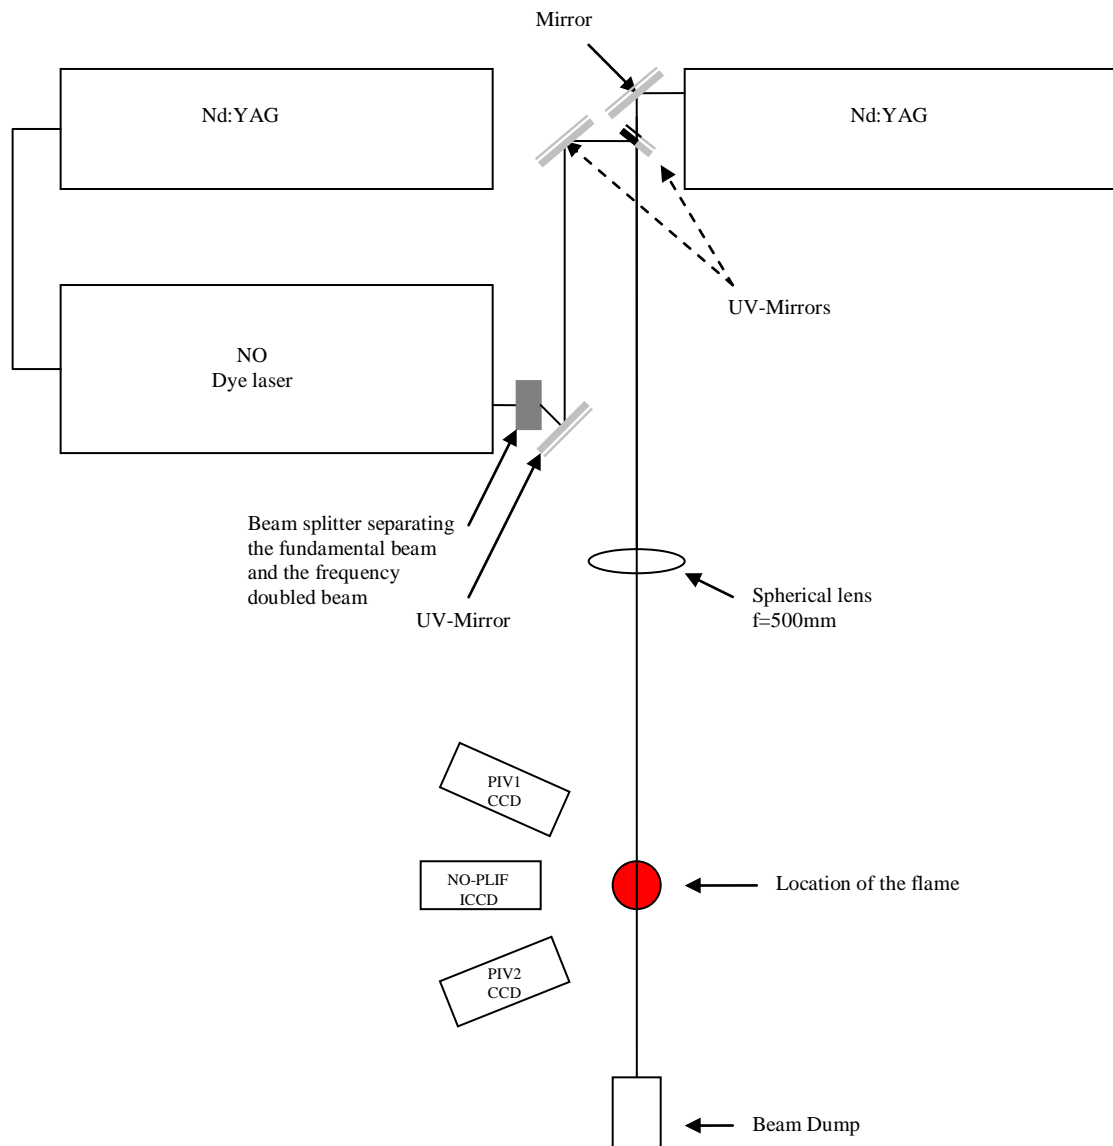 Mirror
Nd:YAG
Nd:YAG
UV-Mirrors
NO
Dye laser
Beam splitter separating
the fundamental beam
and the frequency
doubled beam
UV-Mirror
Spherical lens
f=500mm
PIV1
CCD
NO-PLIF
ICCD
Location of the flame
PIV2
CCD
Beam Dump